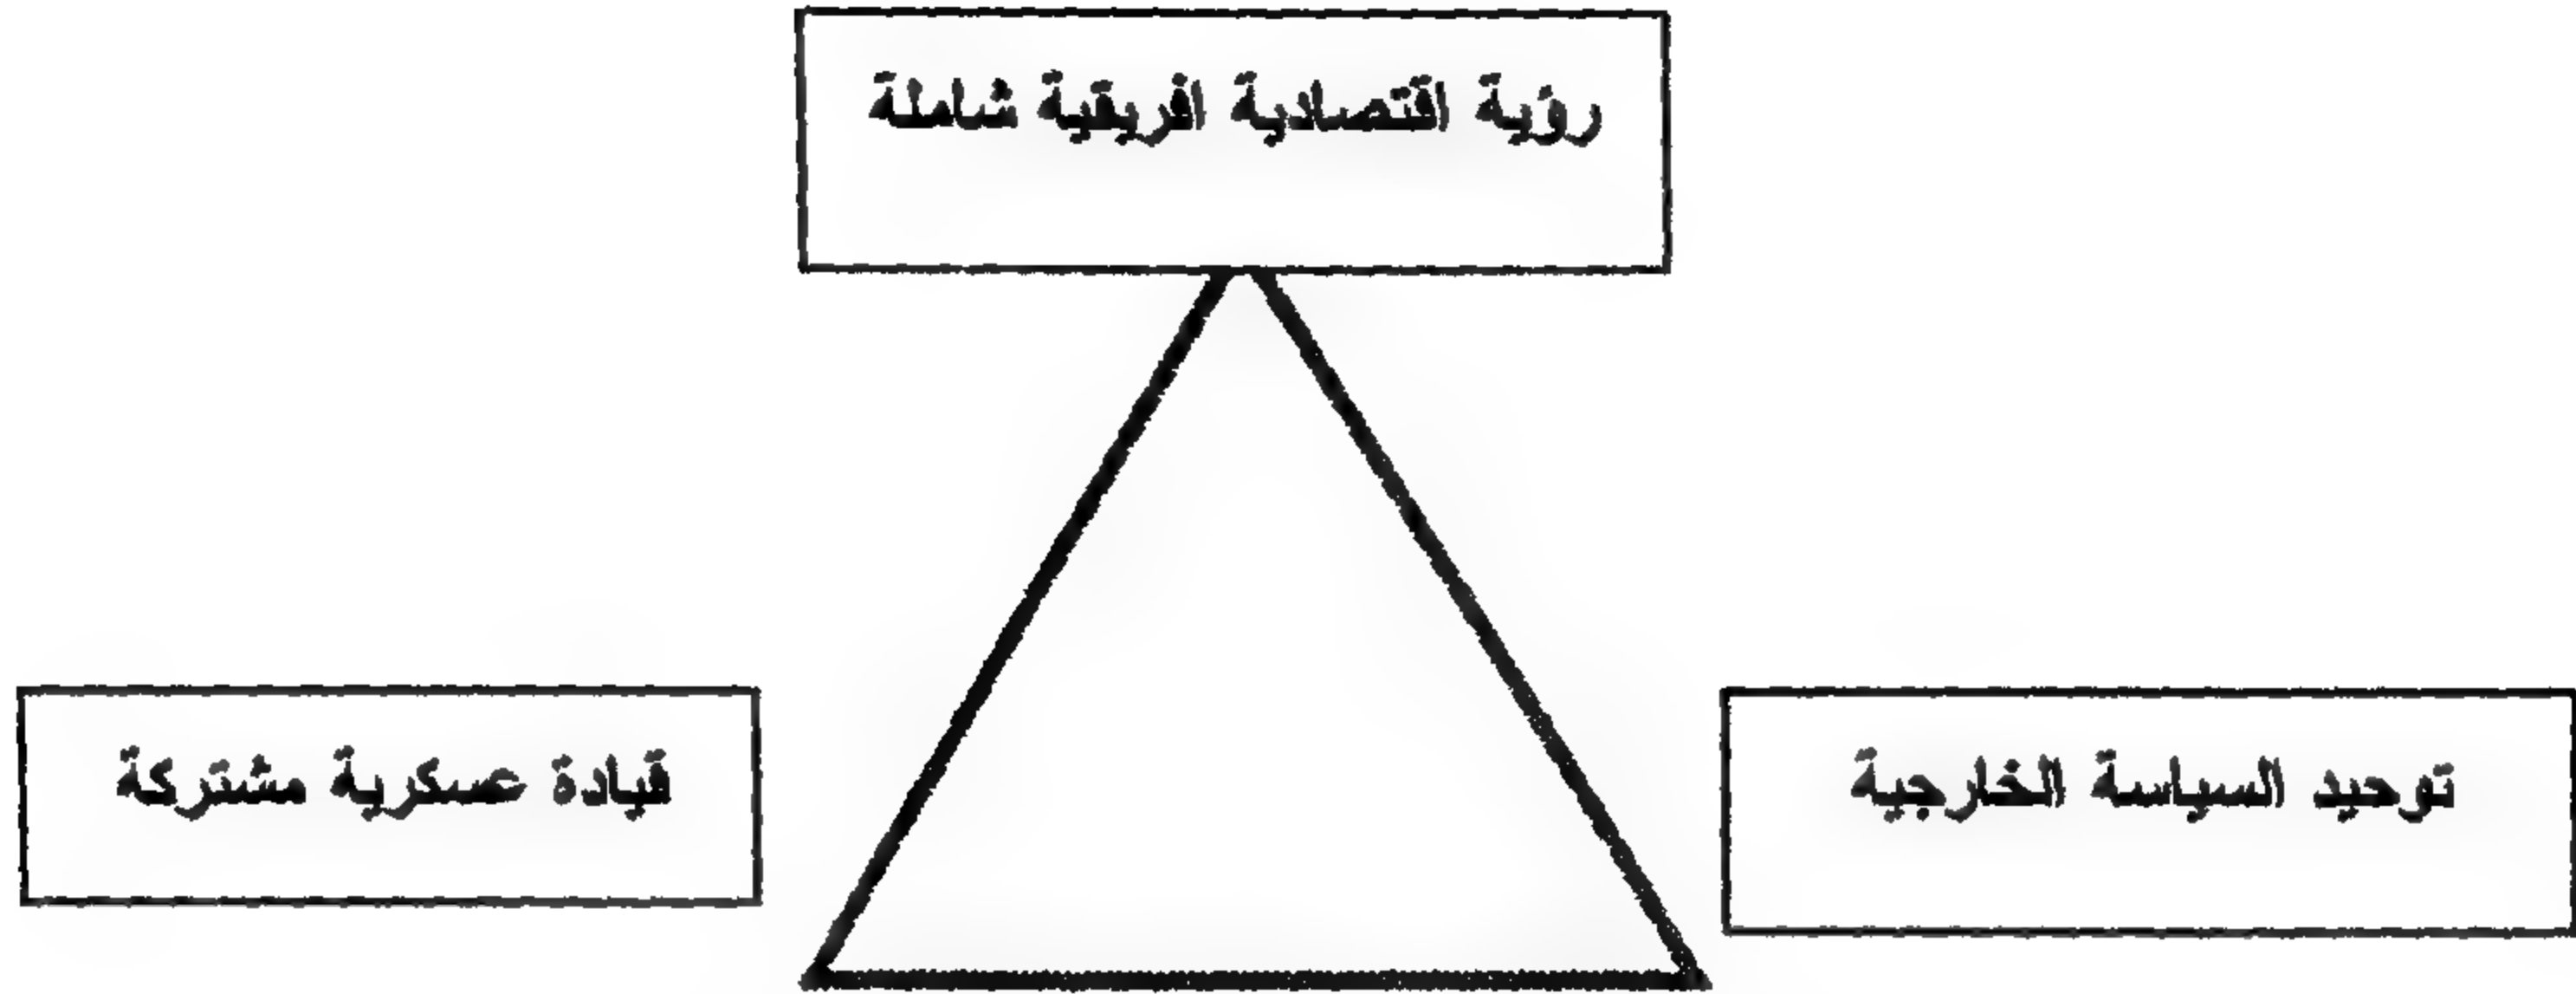 رؤية اقتصادية افريقية شاملة
توحيد السياسة الخارجية
قيادة عسكرية مشتركة